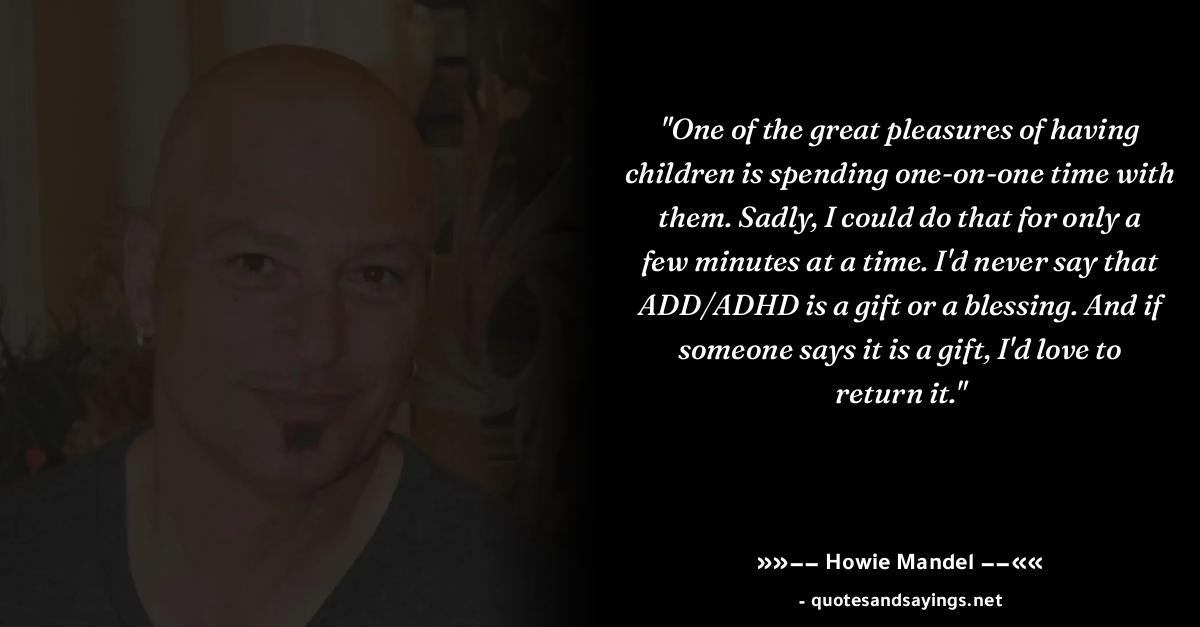 "One of the great pleasures of having
children is spending one-on-one time with
them. Sadly, I could do that for only a
few minutes at a time. I'd never say that
ADD/ADHD is a gift or a blessing. And if
someone says it is a gift, I'd love to
return it."
»»−− Howie Mandel −−««
- quotesandsayings.net